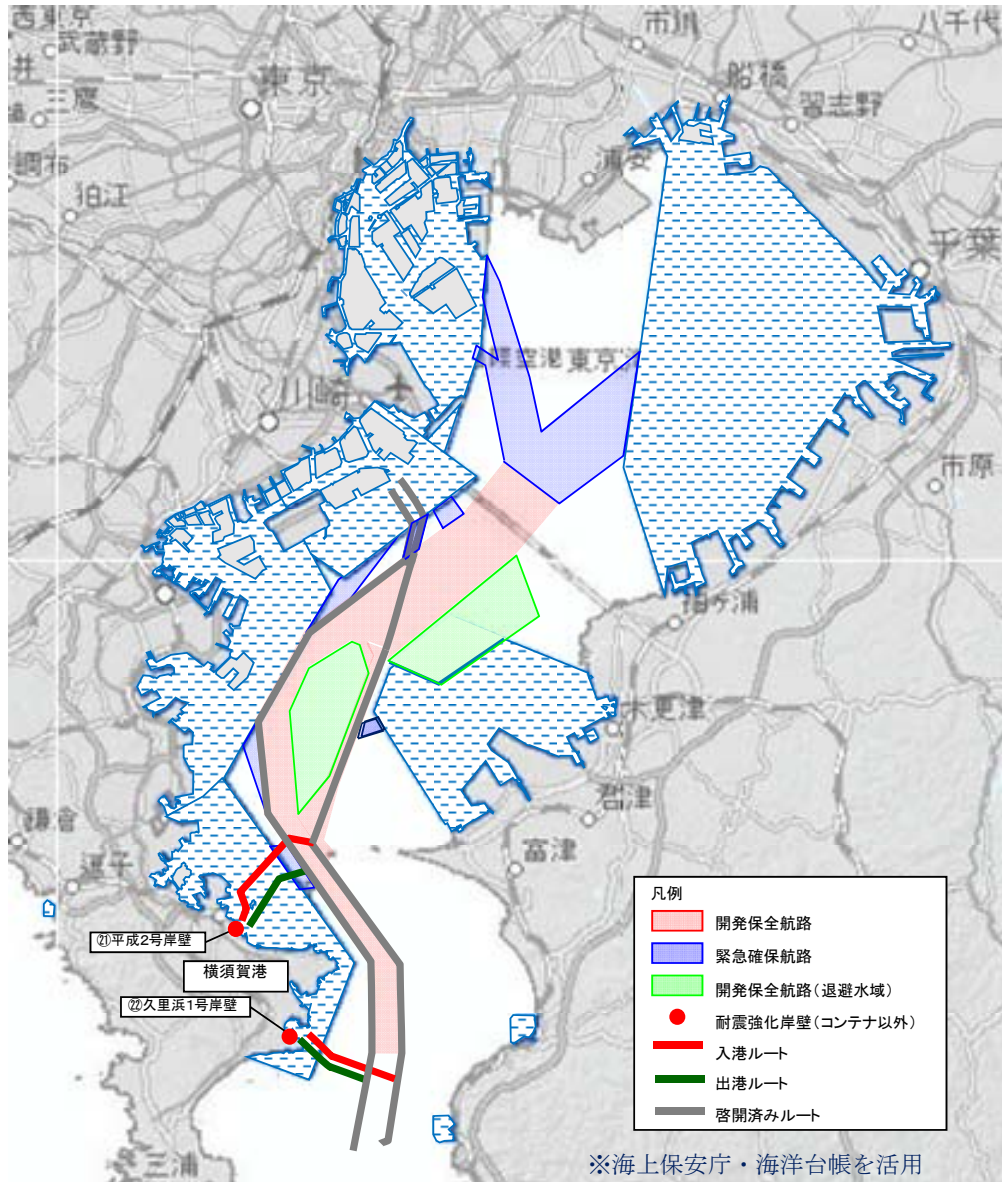 西東京
武蔵野
井
三鷹
調布
狛江
東京
市川
八千代
船橋
習志野
浦安
千葉
川崎
市原
袖ヶ浦
木更津
君津
富津
鎌倉
逗子
三浦
㉑平成2号岸壁
横須賀港
㉒久里浜1号岸壁
凡例
開発保全航路
緊急確保航路
開発保全航路(退避水域)
耐震強化岸壁(コンテナ以外)
入港ルート
出港ルート
啓開済みルート
※海上保安庁・海洋台帳を活用